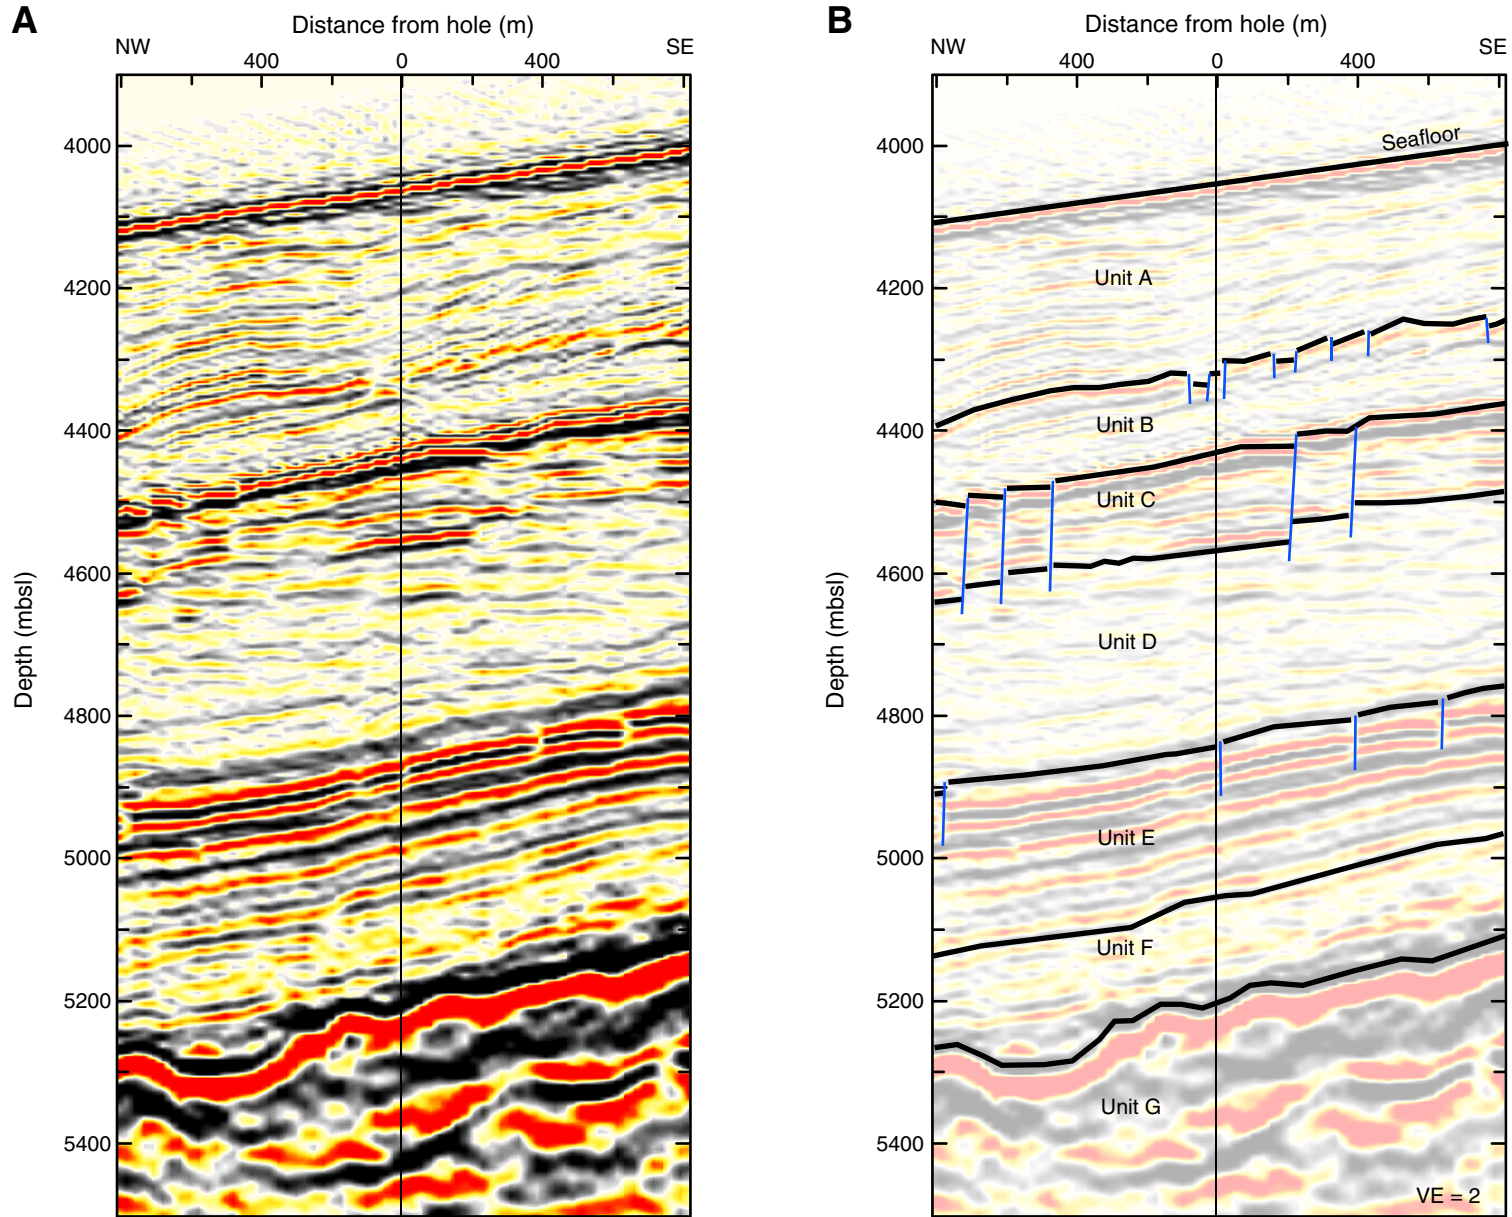 A
Distance from hole (m)
NW
SE
400
0
400
Depth (mbsl)
4000
4200
4400
4600
4800
5000
5200
5400
B
Distance from hole (m)
NW
SE
400
0
400
Depth (mbsl)
4000
4200
4400
4600
4800
5000
5200
5400
Seafloor
Unit A
Unit B
Unit C
Unit D
Unit E
Unit F
Unit G
VE = 2